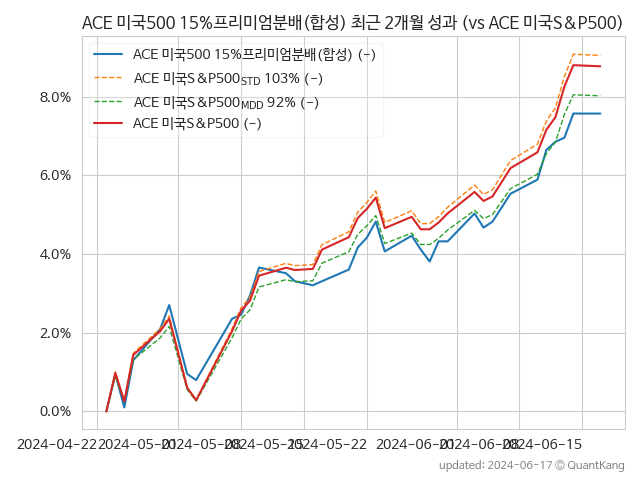 ACE 미국500 15%프리미엄분배(합성) 최근 2개월 성과 (vs ACE 미국S&P500)
ACE 미국500 15%프리미엄분배(합성) (-)
ACE 미국S&P500STD 103% (-)
ACE 미국S&P500MDD 92% (-)
ACE 미국S&P500 (-)
8.0%
6.0%
4.0%
2.0%
0.0%
2024-04-22 2024-05-01 2024-05-08 2024-05-15 2024-05-22 2024-06-01 2024-06-08 2024-06-15
updated: 2024-06-17 © QuantKang